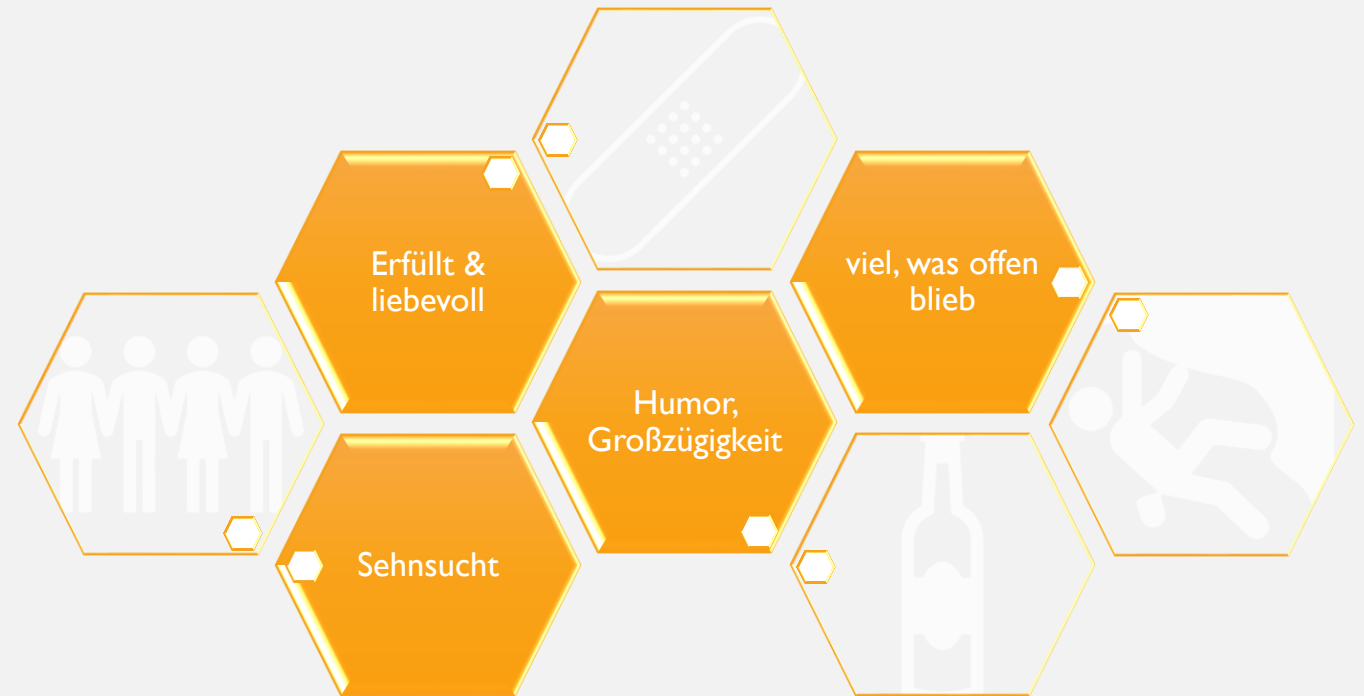 Erfüllt &
liebevoll
viel, was offen
blieb
Humor,
Großzügigkeit
Sehnsucht